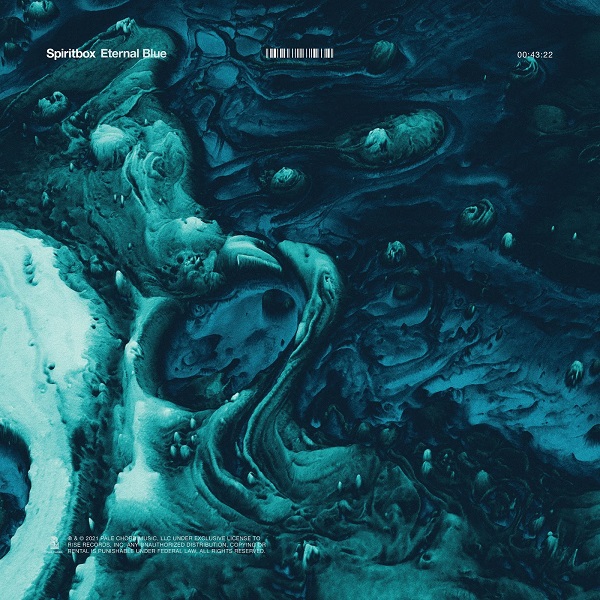 Spiritbox Eternal Blue
00:43:22
℗ & © 2021 PALE CHORD MUSIC, LLC UNDER EXCLUSIVE LICENSE TO
RISE RECORDS, INC. ANY UNAUTHORIZED DISTRIBUTION, COPYING OR
RENTAL IS PUNISHABLE UNDER FEDERAL LAW. ALL RIGHTS RESERVED.